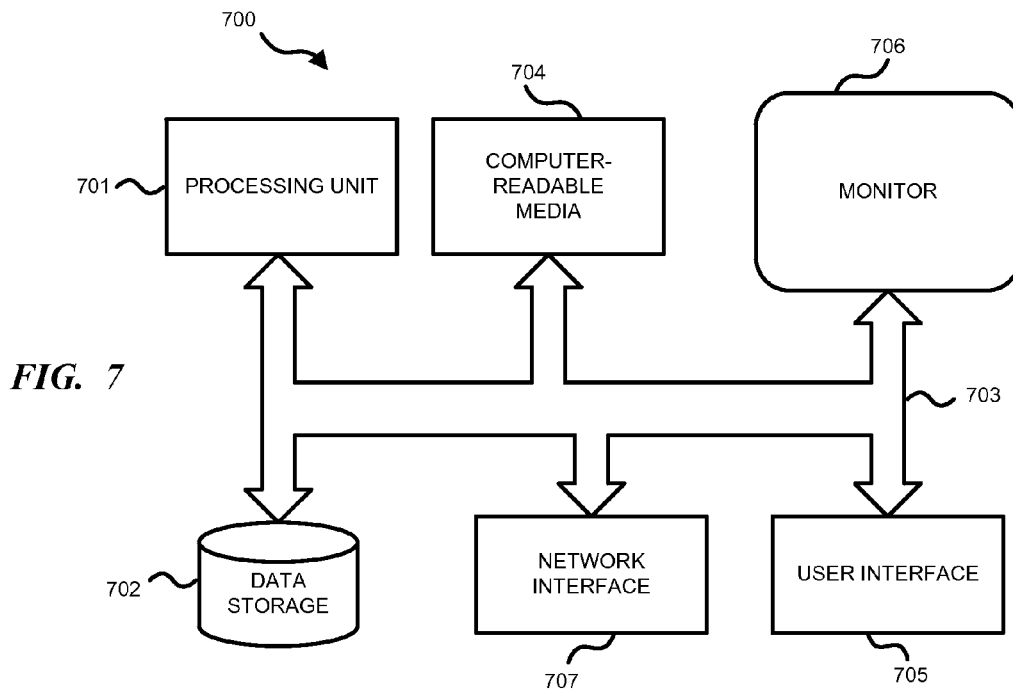 700
704
706
701
PROCESSING UNIT
COMPUTER-
READABLE
MEDIA
MONITOR
FIG. 7
703
702
DATA
STORAGE
NETWORK
INTERFACE
USER INTERFACE
707
705